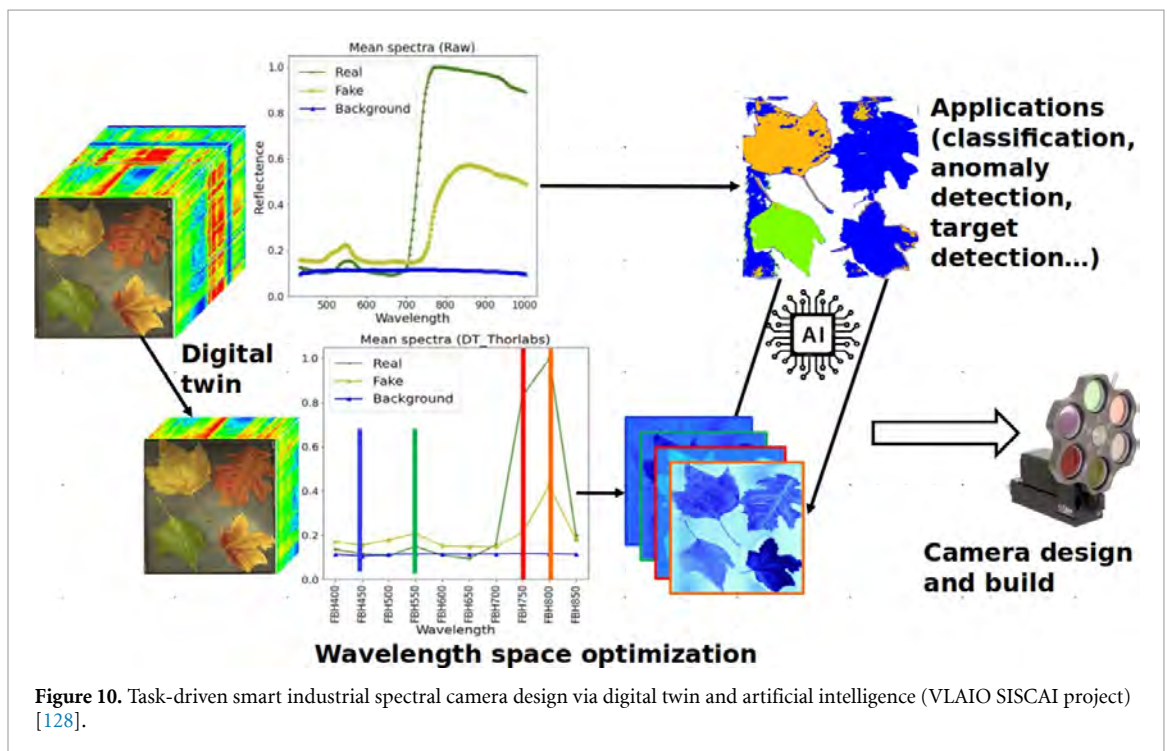 Mean spectra (Raw)
Real
Fake
Background
Reflectence
1.0
0.8
0.6
0.4
0.2
0.0
500
600
700
800
900
1000
Wavelength
Applications
(classification,
anomaly
detection,
target
detection...)
Digital
twin
Mean spectra (DT_Thorlabs)
Real
Fake
Background
1.0
0.8
0.6
0.4
0.2
0.0
FBH400
FBH450
FBH500
FBH550
FBH600
FBH650
FBH700
FBH750
FBH800
FBH850
Wavelength
AI
Camera design
and build
Wavelength space optimization
Figure 10. Task-driven smart industrial spectral camera design via digital twin and artificial intelligence (VLAIO SISCAI project)
[128].